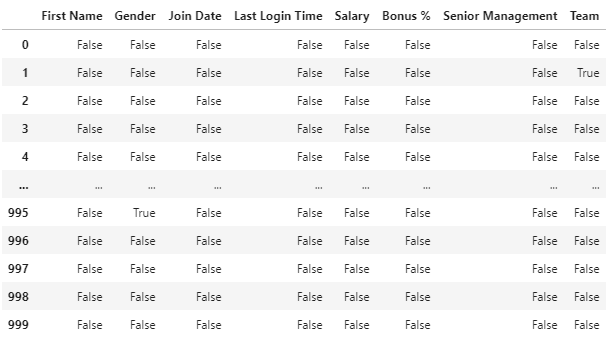 First Name Gender Join Date Last Login Time Salary Bonus % Senior Management Team
0 False False False False False False False False
1 False False False False False False False True
2 False False False False False False False False
3 False False False False False False False False
4 False False False False False False False False
... ... ... ... ... ... ... ... ...
995 False True False False False False False False
996 False False False False False False False False
997 False False False False False False False False
998 False False False False False False False False
999 False False False False False False False False